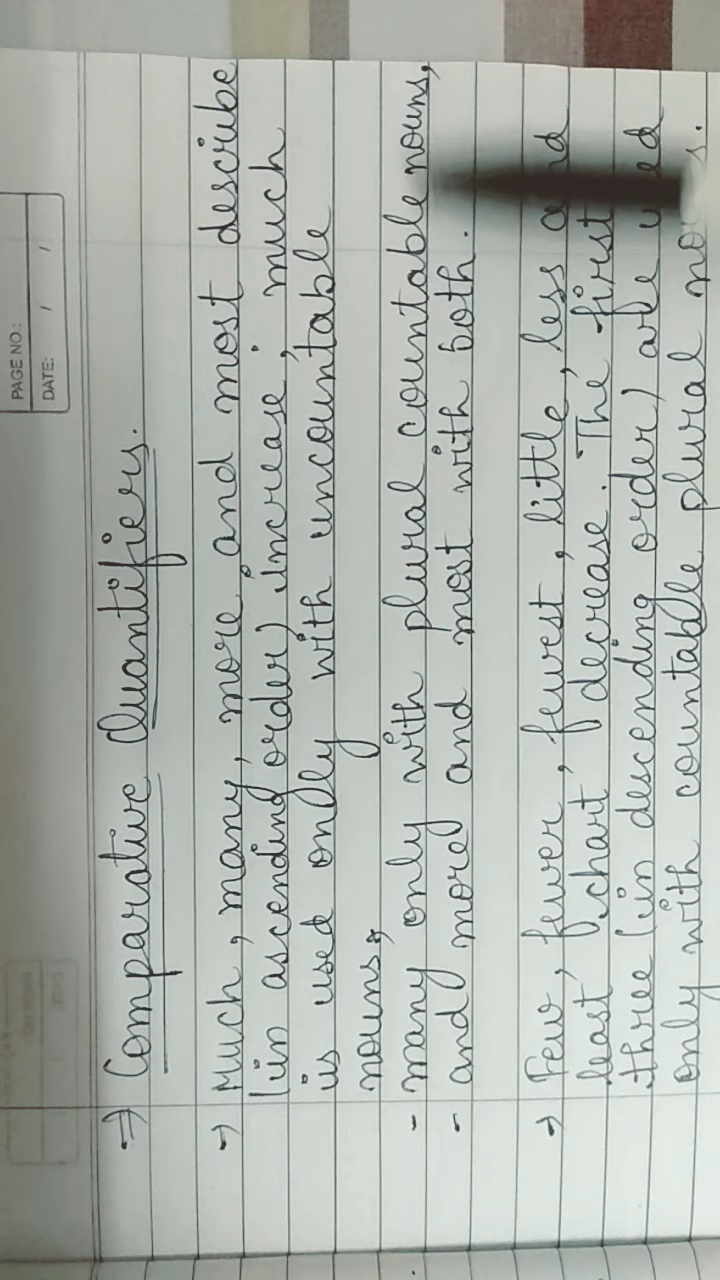 PAGE NO.:
DATE: / /
⇒ Comparative Quantifiers.
→ Much, many, more and most describe
(in ascending order) increase; much
is used only with uncountable
nouns,
- many only with plural countable nouns,
- and more and most with both.
→ Few, fewer, fewest, little, less and
least, chart decrease. The first
three (in descending order) are used
only with countable plural